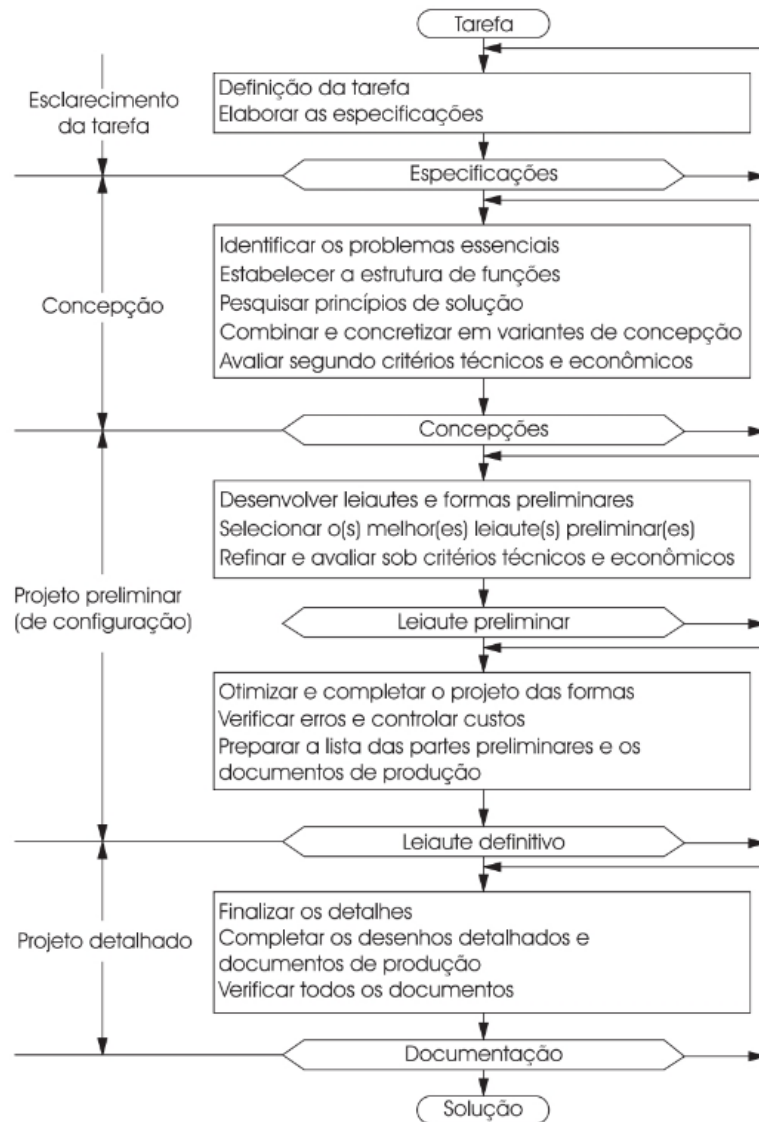 Tarefa
Esclarecimento
da tarefa
Definição da tarefa
Elaborar as especificações
Especificações
Concepção
Identificar os problemas essenciais
Estabelecer a estrutura de funções
Pesquisar princípios de solução
Combinar e concretizar em variantes de concepção
Avaliar segundo critérios técnicos e econômicos
Concepções
Projeto preliminar
(de configuração)
Desenvolver leiautes e formas preliminares
Selecionar o(s) melhor(es) leiaute(s) preliminar(es)
Refinar e avaliar sob critérios técnicos e econômicos
Leiaute preliminar
Otimizar e completar o projeto das formas
Verificar erros e controlar custos
Preparar a lista das partes preliminares e os
documentos de produção
Leiaute definitivo
Projeto detalhado
Finalizar os detalhes
Completar os desenhos detalhados e
documentos de produção
Verificar todos os documentos
Documentação
Solução